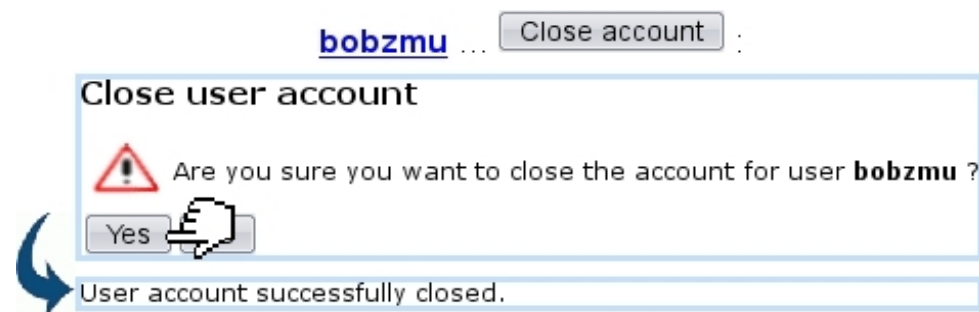 bobzmu ... Close account :
Close user account
Are you sure you want to close the account for user bobzmu ?
Yes
User account successfully closed.